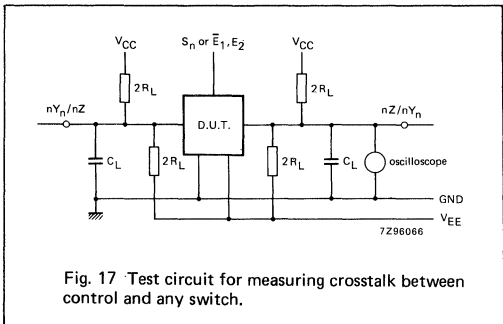 V_CC
S_n or E̅_1, E_2
V_CC
2R_L
2R_L
nY_n/nZ
nZ/nY_n
D.U.T.
C_L
2R_L
2R_L
C_L
oscilloscope
GND
V_EE
7Z96066
Fig. 17 Test circuit for measuring crosstalk between
control and any switch.